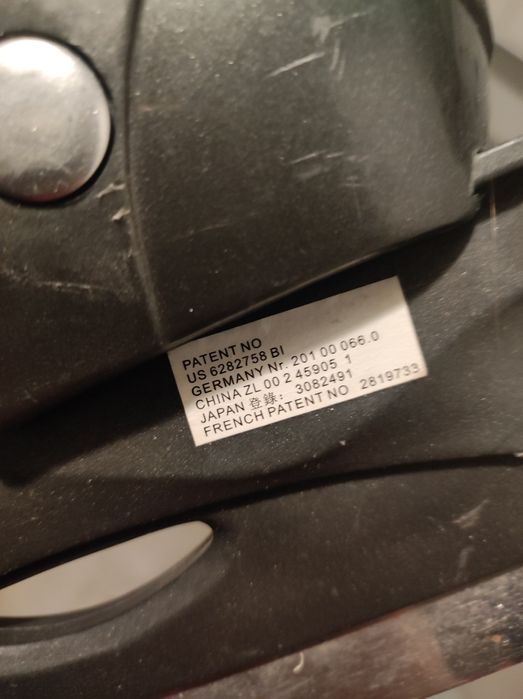 PATENT NO
US 6282758 BI
GERMANY Nr. 201 00 066.0
CHINA ZL 00 2 45905 1
JAPAN 登錄: 3082491
FRENCH PATENT NO 2819733